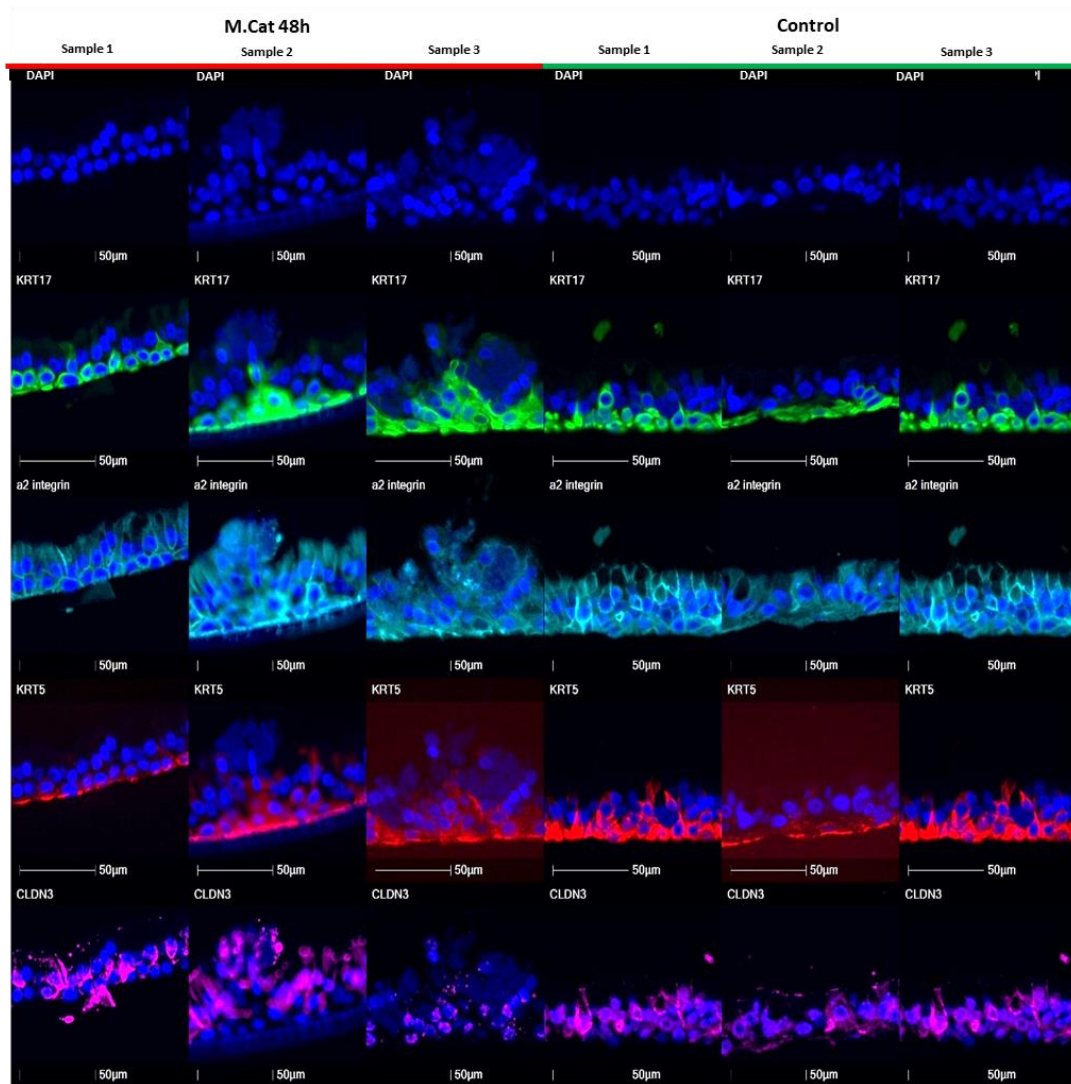 M.Cat 48h Control
Sample 1 Sample 2 Sample 3 Sample 1 Sample 2 Sample 3
DAPI DAPI DAPI DAPI DAPI DAPI
50µm 50µm 50µm 50µm 50µm 50µm
KRT17 KRT17 KRT17 KRT17 KRT17 KRT17
50µm 50µm 50µm 50µm 50µm 50µm
a2 integrin a2 integrin a2 integrin a2 integrin a2 integrin a2 integrin
50µm 50µm 50µm 50µm 50µm 50µm
KRT5 KRT5 KRT5 KRT5 KRT5 KRT5
50µm 50µm 50µm 50µm 50µm 50µm
CLDN3 CLDN3 CLDN3 CLDN3 CLDN3 CLDN3
50µm 50µm 50µm 50µm 50µm 50µm